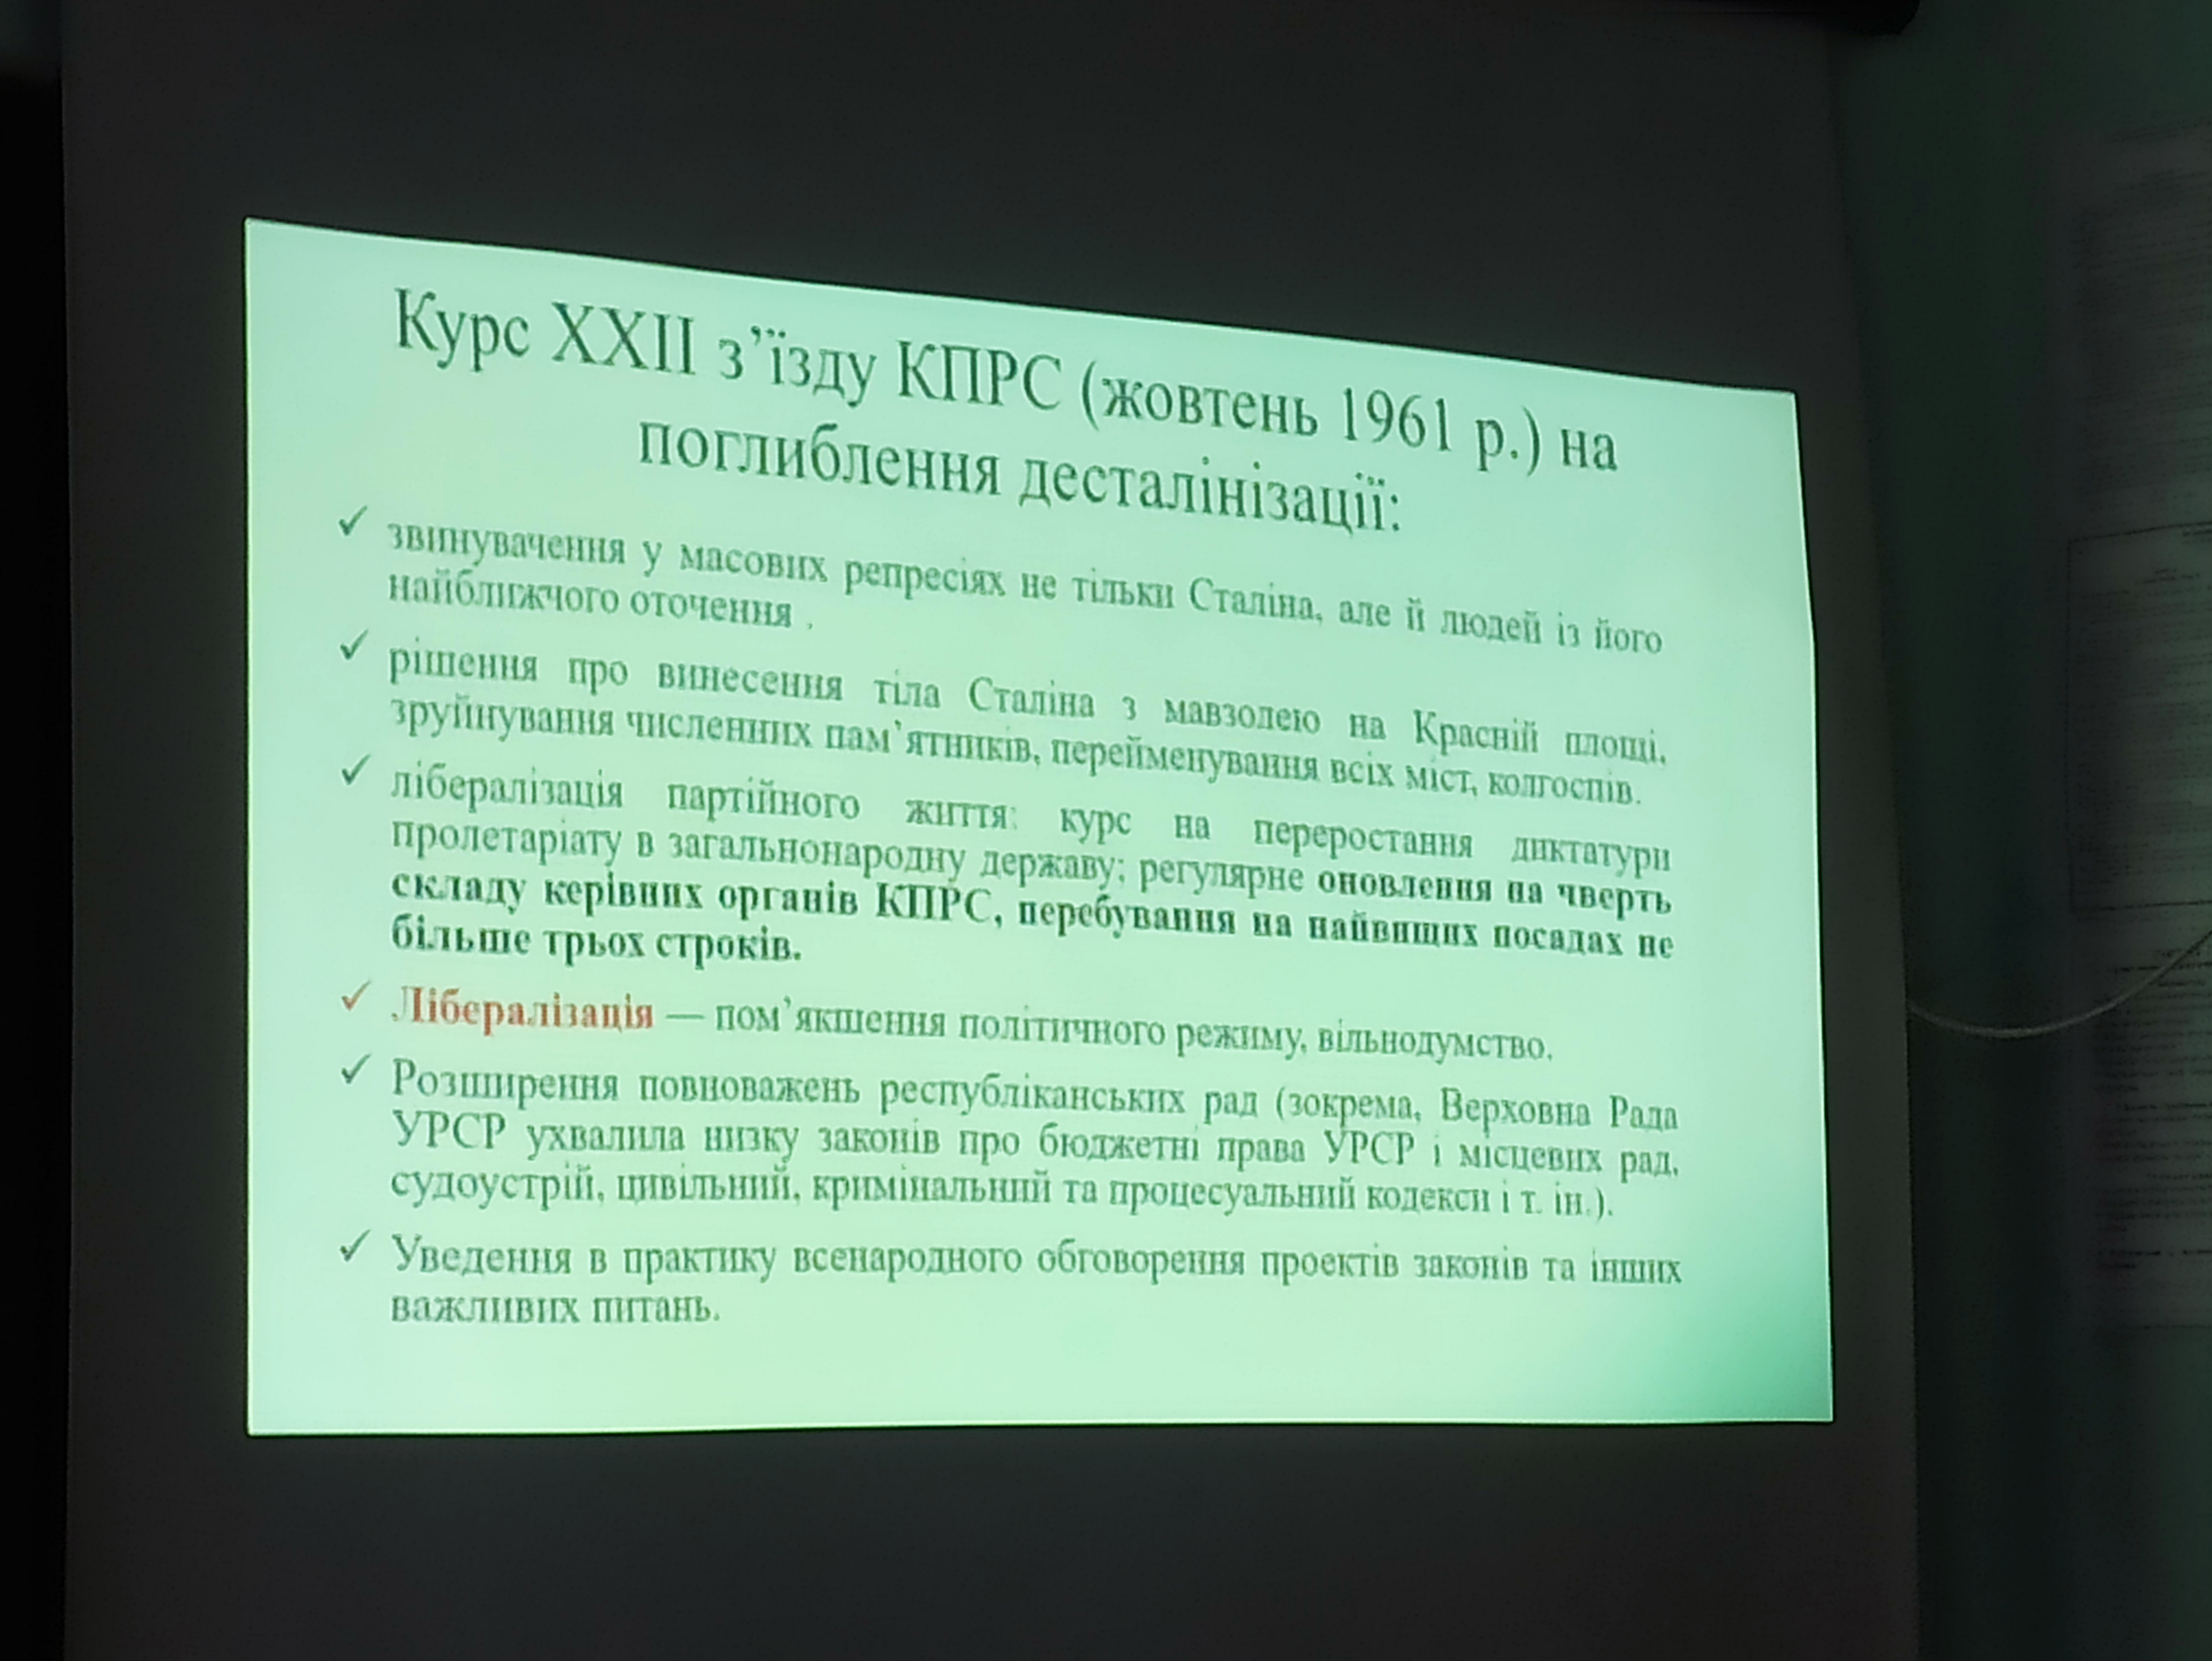 Курс XXII з’їзду КПРС (жовтень 1961 р.) на
поглиблення десталінізації:
✓ звинувачення у масових репресіях не тільки Сталіна, але й людей із його
найближчого оточення .
✓ рішення про винесення тіла Сталіна з мавзолею на Красній площі,
зруйнування численних пам’ятників, перейменування всіх міст, колгоспів.
✓ лібералізація партійного життя: курс на переростання диктатури
пролетаріату в загальнонародну державу; регулярне оновлення на чверть
складу керівних органів КПРС, перебування на найвищих посадах не
більше трьох строків.
✓ Лібералізація — пом’якшення політичного режиму, вільнодумство.
✓ Розширення повноважень республіканських рад (зокрема, Верховна Рада
УРСР ухвалила низку законів про бюджетні права УРСР і місцевих рад,
судоустрій, цивільний, кримінальний та процесуальний кодекси і т. ін.).
✓ Уведення в практику всенародного обговорення проектів законів та інших
важливих питань.